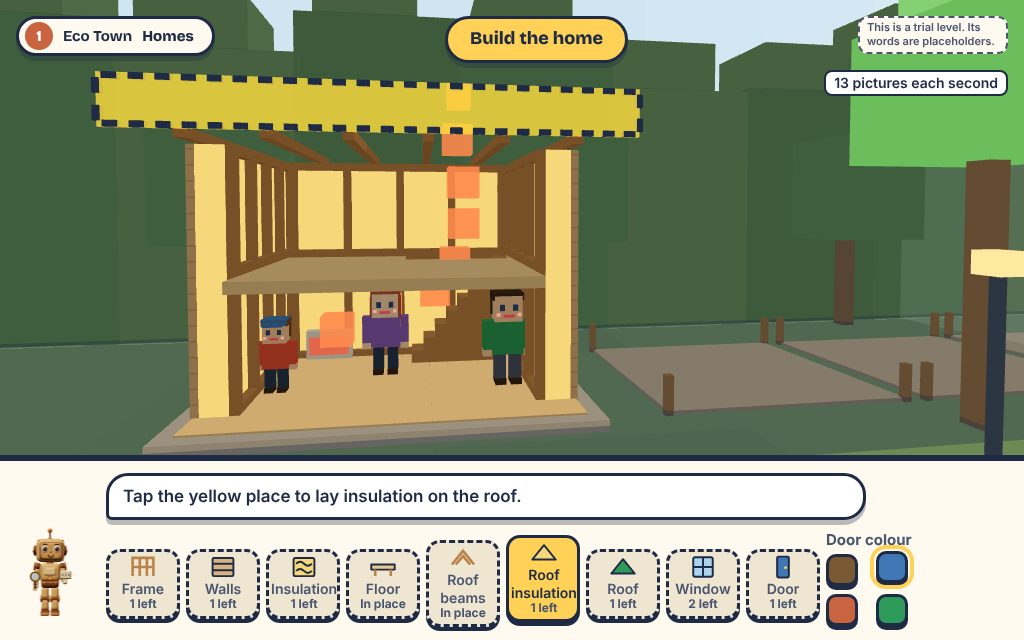 1 Eco Town Homes
Build the home
This is a trial level. Its
words are placeholders.
13 pictures each second
Tap the yellow place to lay insulation on the roof.
Door colour
Frame
1 left
Walls
1 left
Insulation
1 left
Floor
In place
Roof
beams
In place
Roof
insulation
1 left
Roof
1 left
Window
2 left
Door
1 left